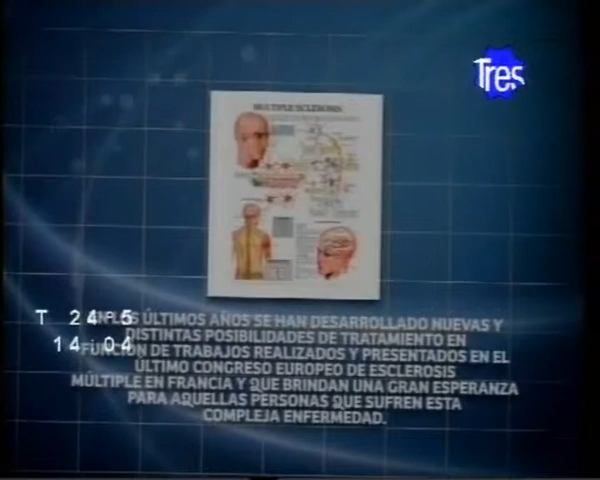 Tres
MULTIPLE SCLEROSIS
T 24.5
14:04
EN LOS ÚLTIMOS AÑOS SE HAN DESARROLLADO NUEVAS Y
DISTINTAS POSIBILIDADES DE TRATAMIENTO EN
FUNCIÓN DE TRABAJOS REALIZADOS Y PRESENTADOS EN EL
ÚLTIMO CONGRESO EUROPEO DE ESCLEROSIS
MÚLTIPLE EN FRANCIA Y QUE BRINDAN UNA GRAN ESPERANZA
PARA AQUELLAS PERSONAS QUE SUFREN ESTA
COMPLEJA ENFERMEDAD.